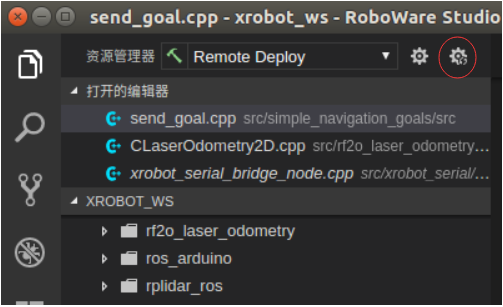 send_goal.cpp - xrobot_ws - RoboWare Studio
资源管理器 Remote Deploy
打开的编辑器
send_goal.cpp src/simple_navigation_goals/src
CLaserOdometry2D.cpp src/rf2o_laser_odometry...
xrobot_serial_bridge_node.cpp src/xrobot_serial/...
XROBOT_WS
rf2o_laser_odometry
ros_arduino
rplidar_ros